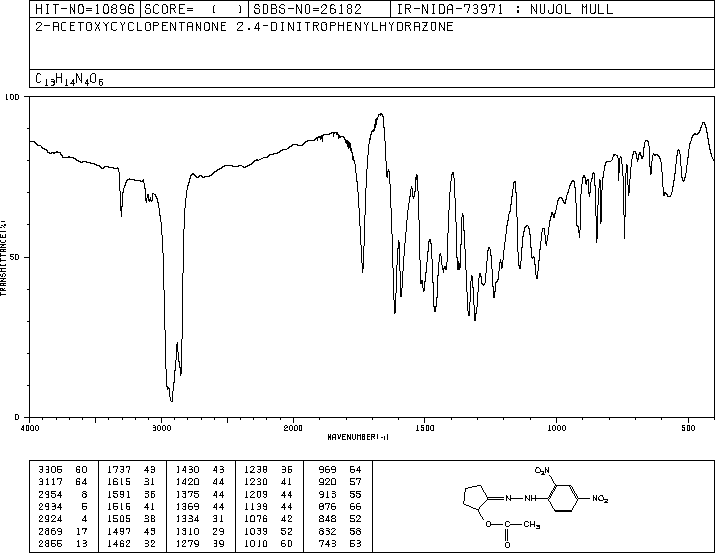 HIT-NO=10896 SCORE= ( ) SDBS-NO=26182 IR-NIDA-73971 : NUJOL MULL
2-ACETOXYCYCLOPENTANONE 2.4-DINITROPHENYLHYDRAZONE
C13H14N4O6
100
50
0
TRANSMITTANCE(%)
4000 3000 2000 1500 1000 500
WAVENUMBER(-1)
3305 60 1737 43 1430 43 1238 36 969 64
3117 64 1615 31 1420 44 1230 41 920 57
2954 8 1591 36 1375 44 1209 44 913 55
2934 6 1516 41 1369 44 1139 44 876 66
2924 4 1505 38 1334 31 1076 42 848 52
2869 17 1497 49 1310 29 1039 52 832 58
2855 13 1462 32 1279 39 1010 60 743 53
O2N
N—NH
NO2
O—C—CH3
O